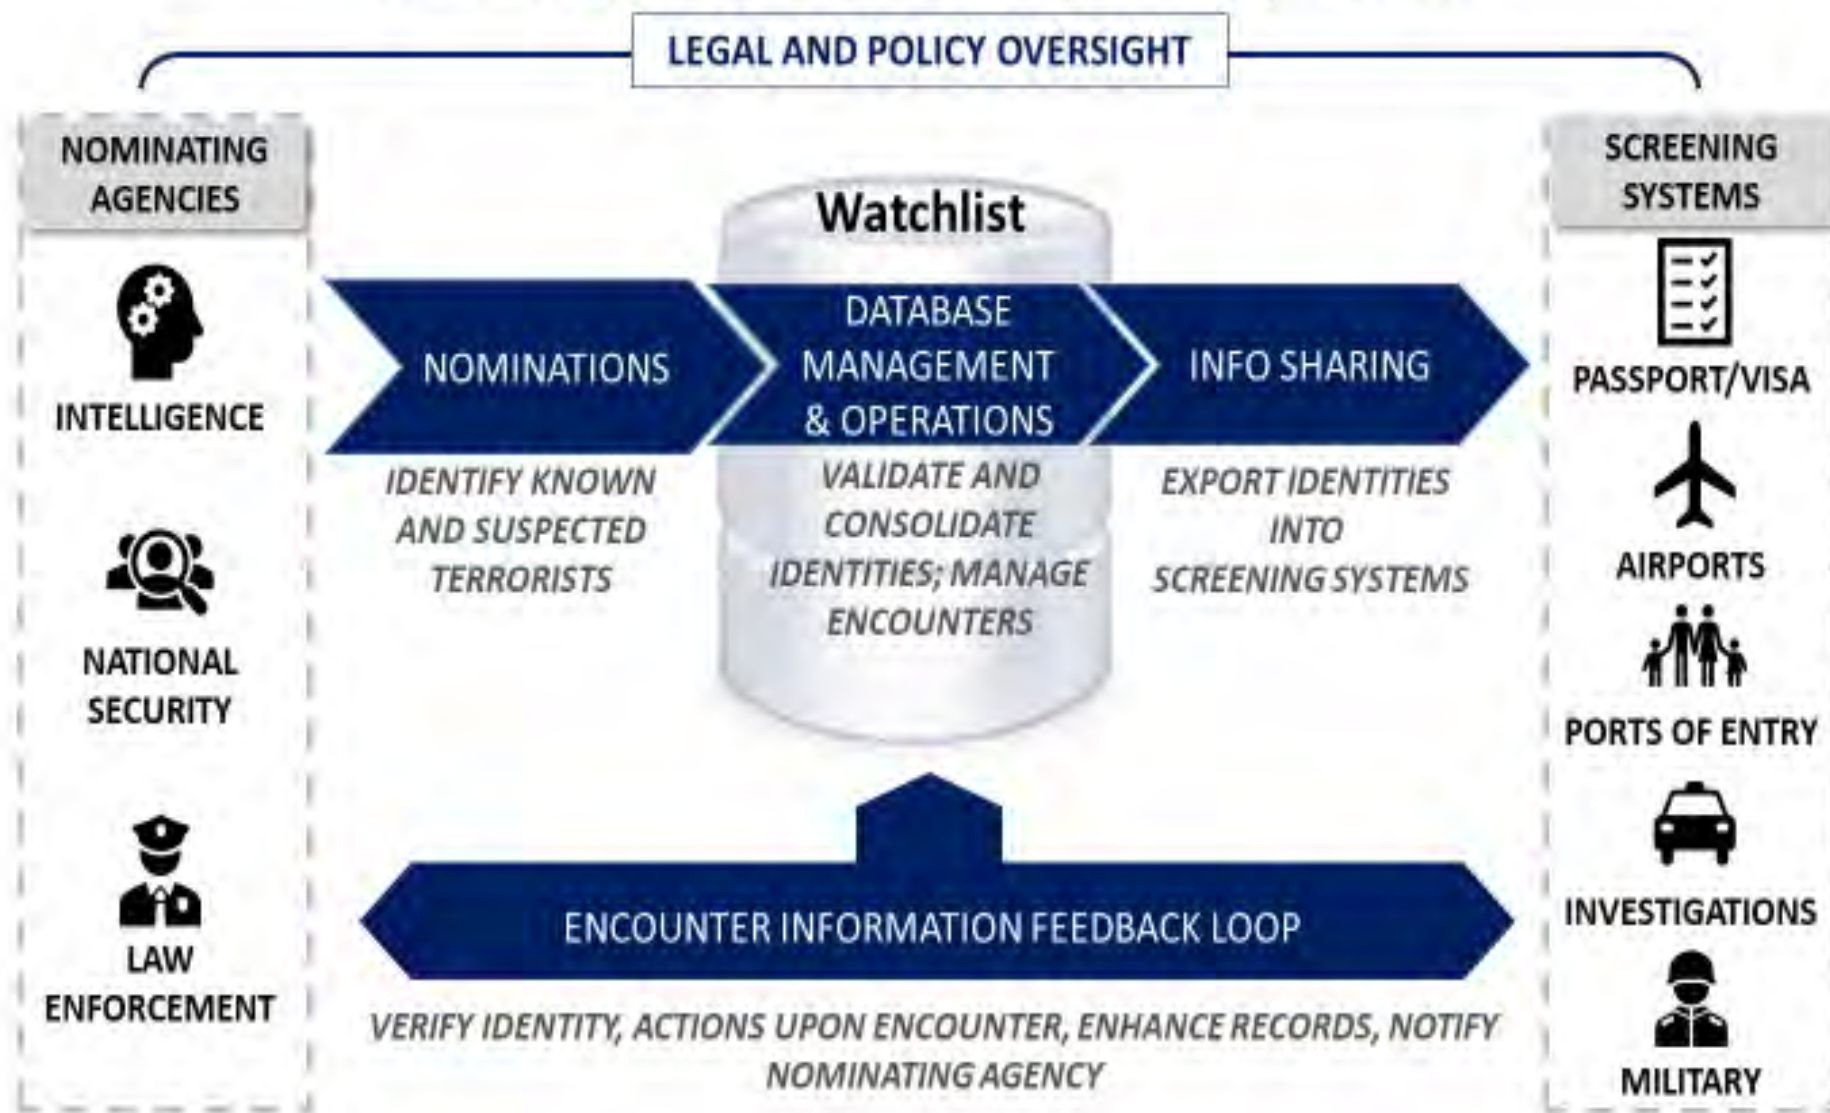 LEGAL AND POLICY OVERSIGHT
NOMINATING
AGENCIES
INTELLIGENCE
NATIONAL
SECURITY
LAW
ENFORCEMENT
Watchlist
NOMINATIONS
IDENTIFY KNOWN
AND SUSPECTED
TERRORISTS
DATABASE
MANAGEMENT
& OPERATIONS
VALIDATE AND
CONSOLIDATE
IDENTITIES; MANAGE
ENCOUNTERS
INFO SHARING
EXPORT IDENTITIES
INTO
SCREENING SYSTEMS
ENCOUNTER INFORMATION FEEDBACK LOOP
VERIFY IDENTITY, ACTIONS UPON ENCOUNTER, ENHANCE RECORDS, NOTIFY
NOMINATING AGENCY
SCREENING
SYSTEMS
PASSPORT/VISA
AIRPORTS
PORTS OF ENTRY
INVESTIGATIONS
MILITARY